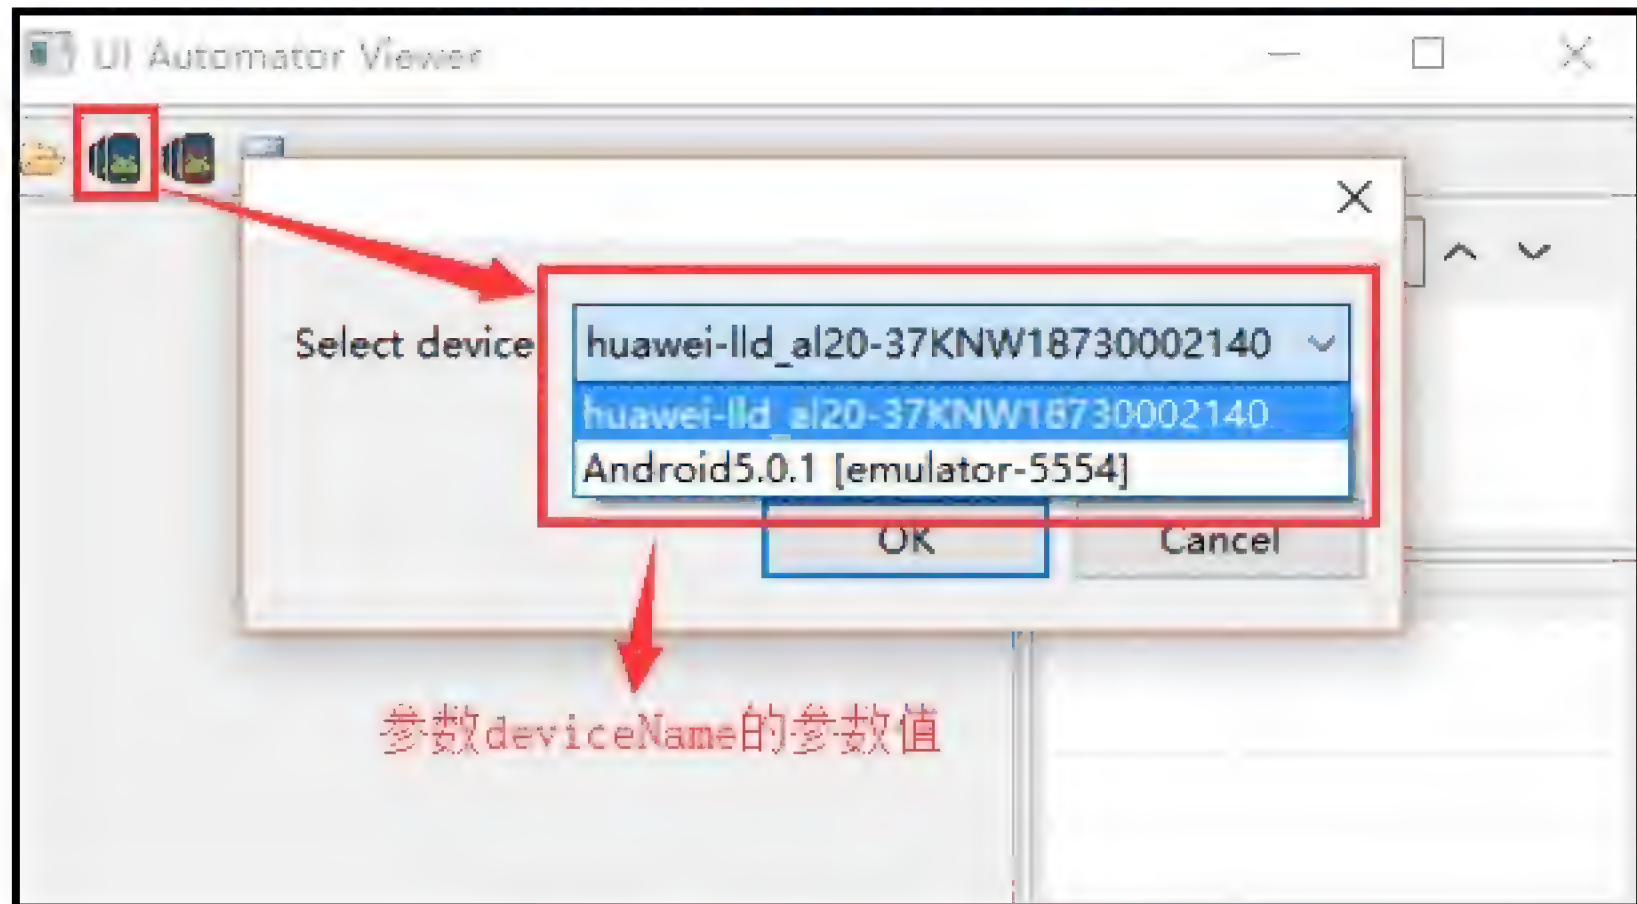 UI Automator Viewer
Select device
huawei-lld_al20-37KNW18730002140
huawei-lld_al20-37KNW18730002140
Android5.0.1 [emulator-5554]
OK
Cancel
参数deviceName的参数值